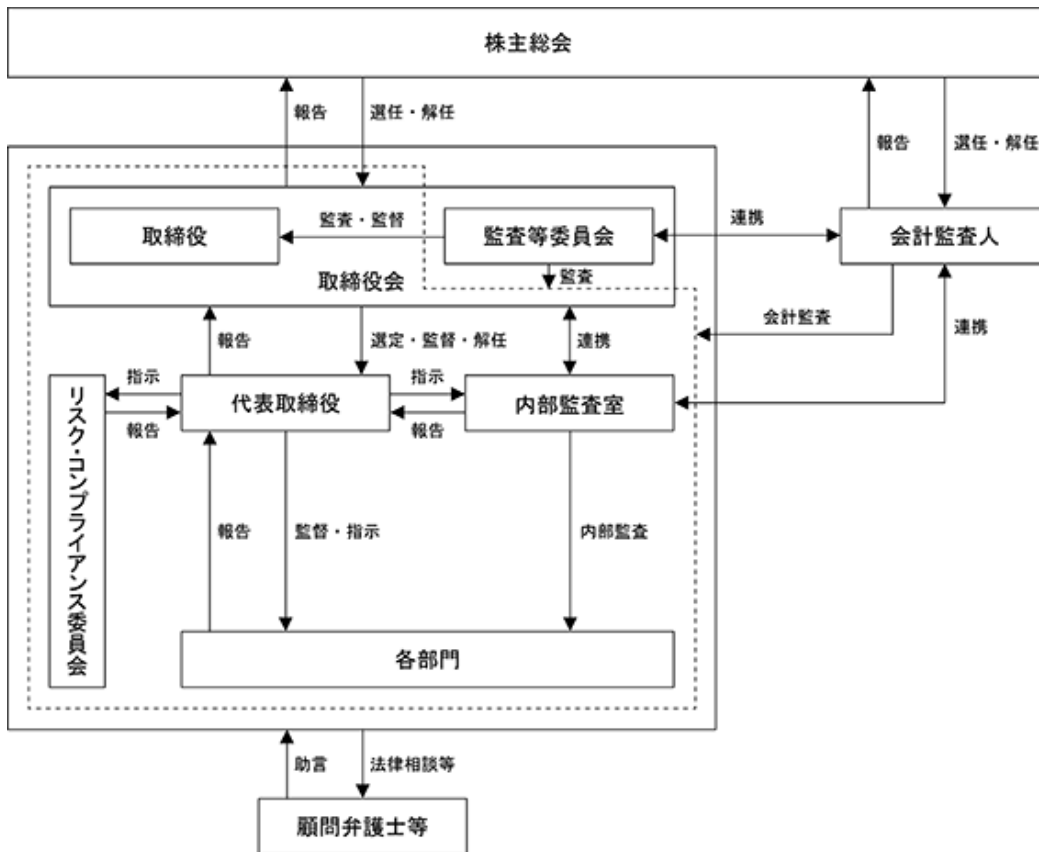 株主総会
報告
選任・解任
報告
選任・解任
取締役
監査・監督
監査等委員会
連携
会計監査人
取締役会
監査
会計監査
報告
選定・監督・解任
連携
連携
指示
代表取締役
指示
内部監査室
報告
報告
リスク・コンプライアンス委員会
報告
監督・指示
内部監査
各部門
助言
法律相談等
顧問弁護士等